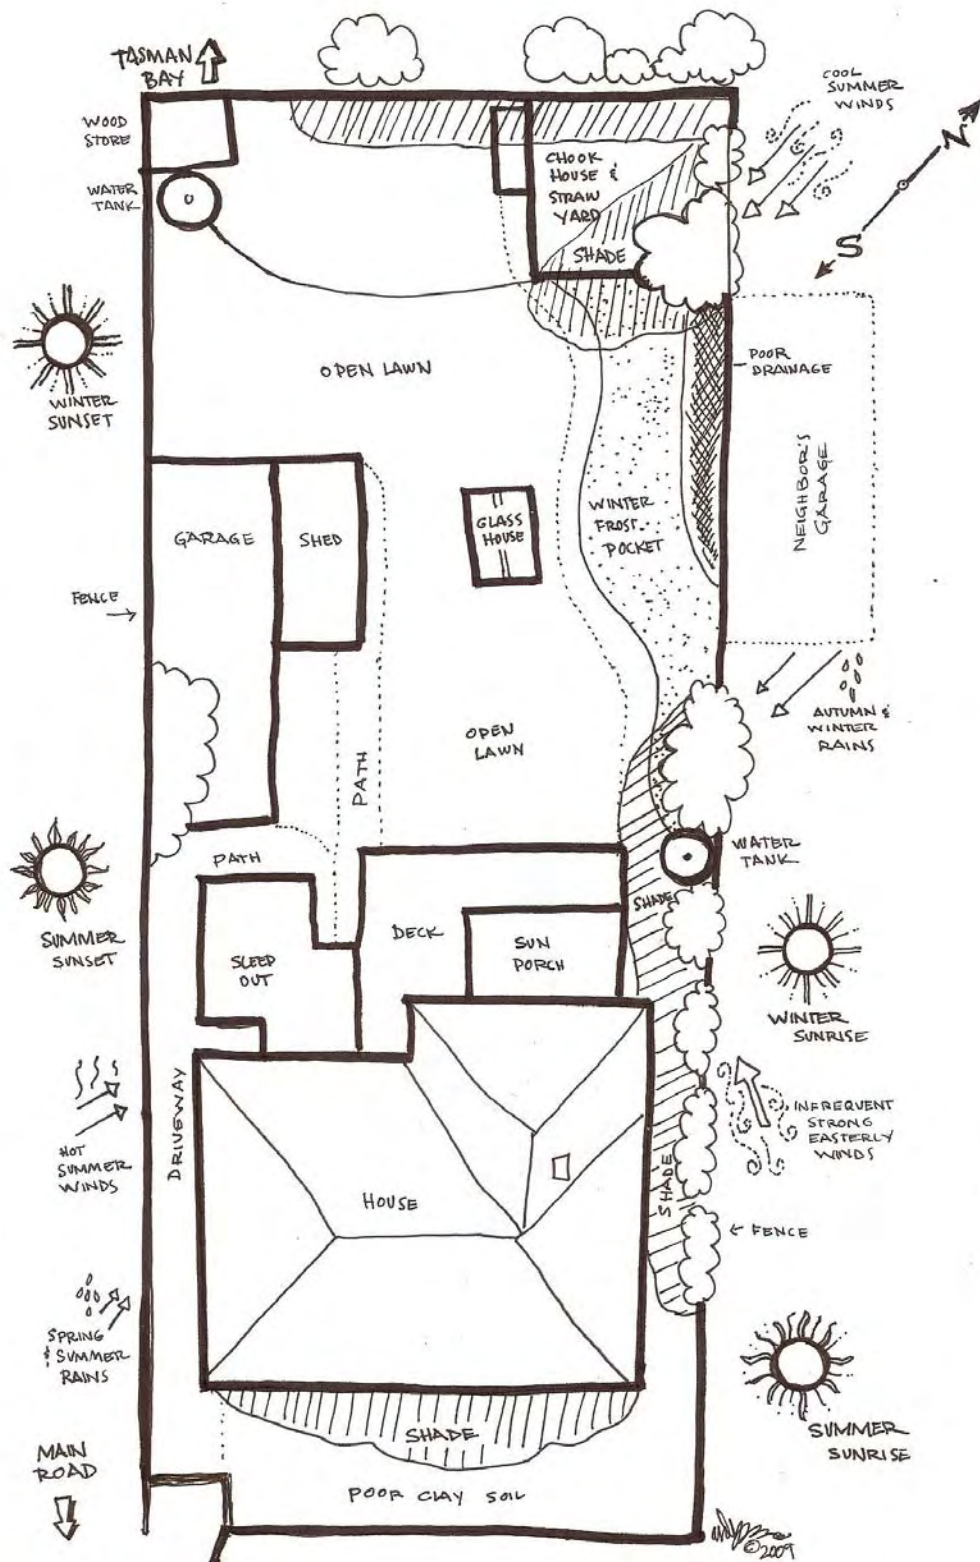 TASMAN
BAY
WOOD
STORE
WATER
TANK
CHOOK
HOUSE &
STRAW
YARD
SHADE
COOL
SUMMER
WINDS
N
S
WINTER
SUNSET
OPEN LAWN
POOR
DRAINAGE
NEIGHBOR'S
GARAGE
GARAGE
SHED
GLASS
HOUSE
WINTER
FROST
POCKET
FENCE
AUTUMN &
WINTER
RAINS
OPEN
LAWN
PATH
PATH
WATER
TANK
SUMMER
SUNSET
SLEEP
OUT
DECK
SUN
PORCH
SHADE
WINTER
SUNRISE
HOT
SUMMER
WINDS
DRIVEWAY
HOUSE
SHADE
INFREQUENT
STRONG
EASTERLY
WINDS
FENCE
SPRING
& SUMMER
RAINS
SHADE
SUMMER
SUNRISE
MAIN
ROAD
POOR CLAY SOIL
©2009